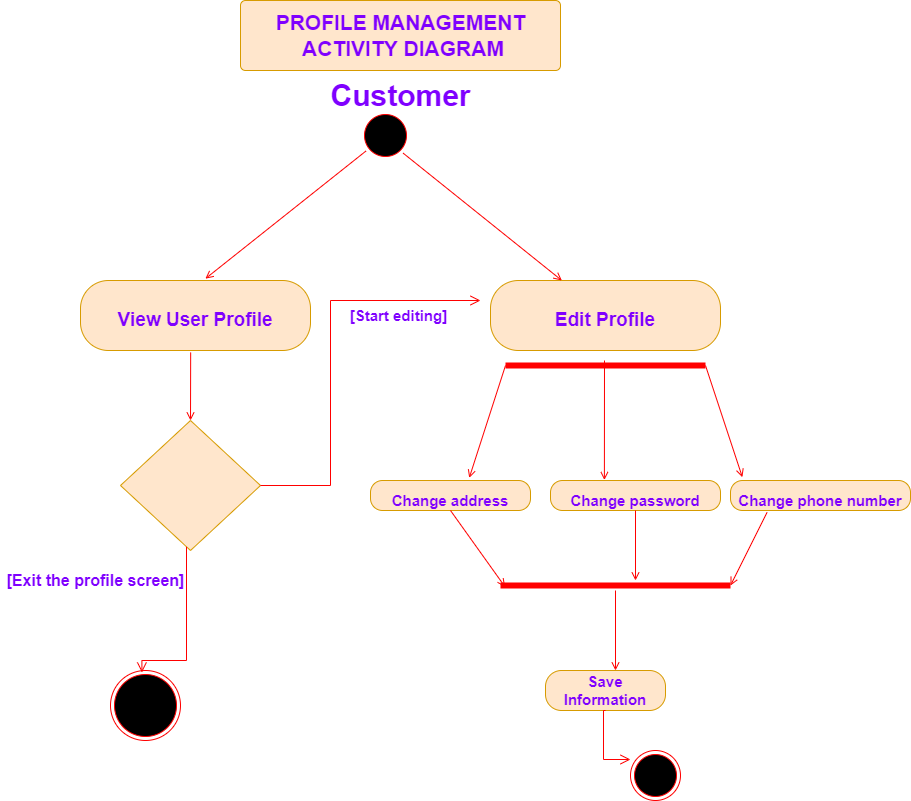 PROFILE MANAGEMENT
ACTIVITY DIAGRAM
Customer
View User Profile
[Start editing]
Edit Profile
Change address
Change password
Change phone number
[Exit the profile screen]
Save
Information